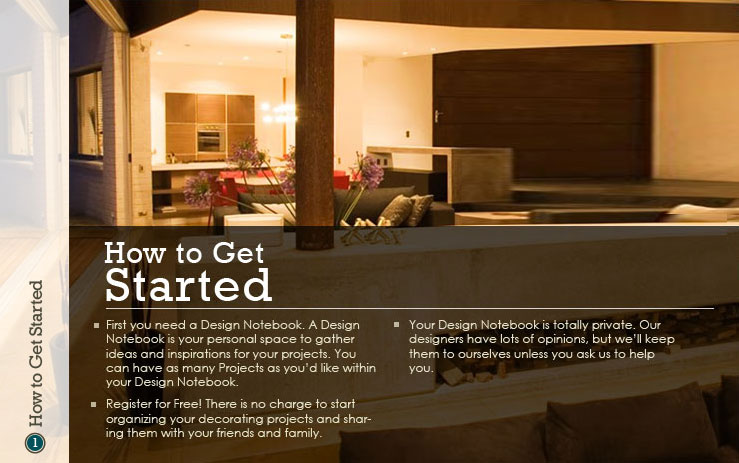 How to Get
Started
First you need a Design Notebook. A Design
Notebook is your personal space to gather
ideas and inspirations for your projects. You
can have as many Projects as you'd like within
your Design Notebook.
Register for Free! There is no charge to start
organizing your decorating projects and shar-
ing them with your friends and family.
Your Design Notebook is totally private. Our
designers have lots of opinions, but we'll keep
them to ourselves unless you ask us to help
you.
How to Get Started
1